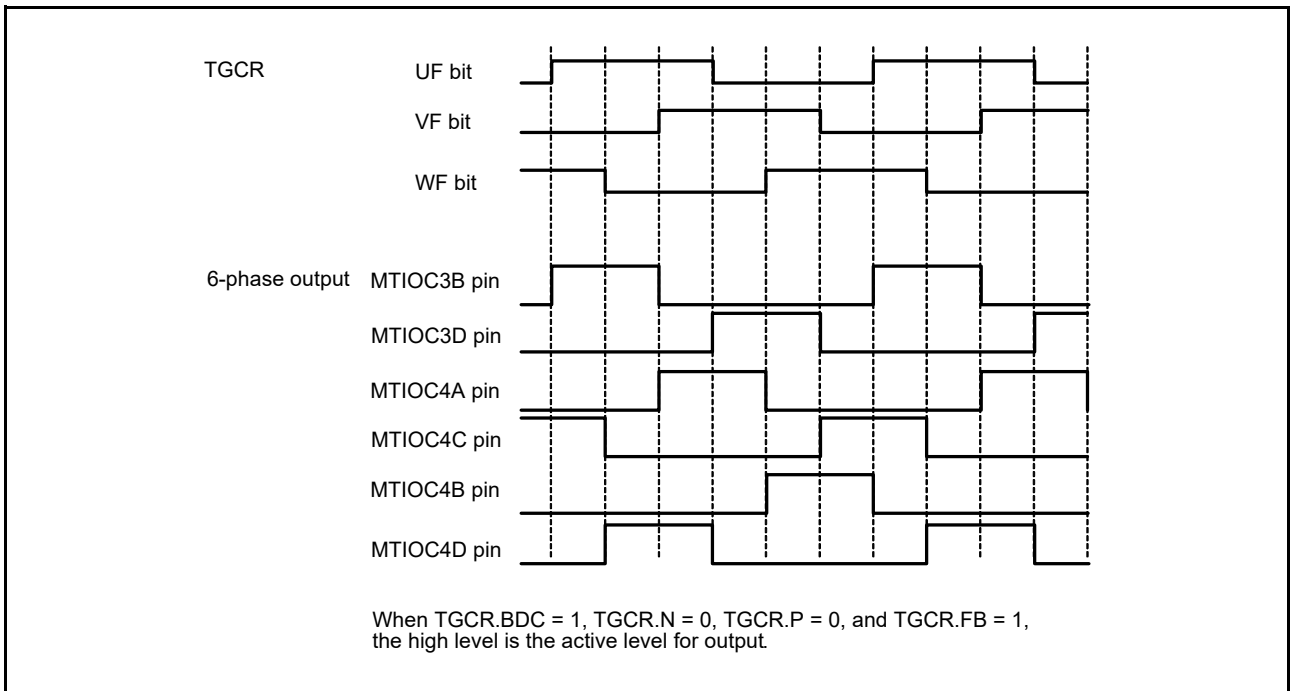 TGCR UF bit
VF bit
WF bit
6-phase output MTIOC3B pin
MTIOC3D pin
MTIOC4A pin
MTIOC4C pin
MTIOC4B pin
MTIOC4D pin
When TGCR.BDC = 1, TGCR.N = 0, TGCR.P = 0, and TGCR.FB = 1,
the high level is the active level for output.